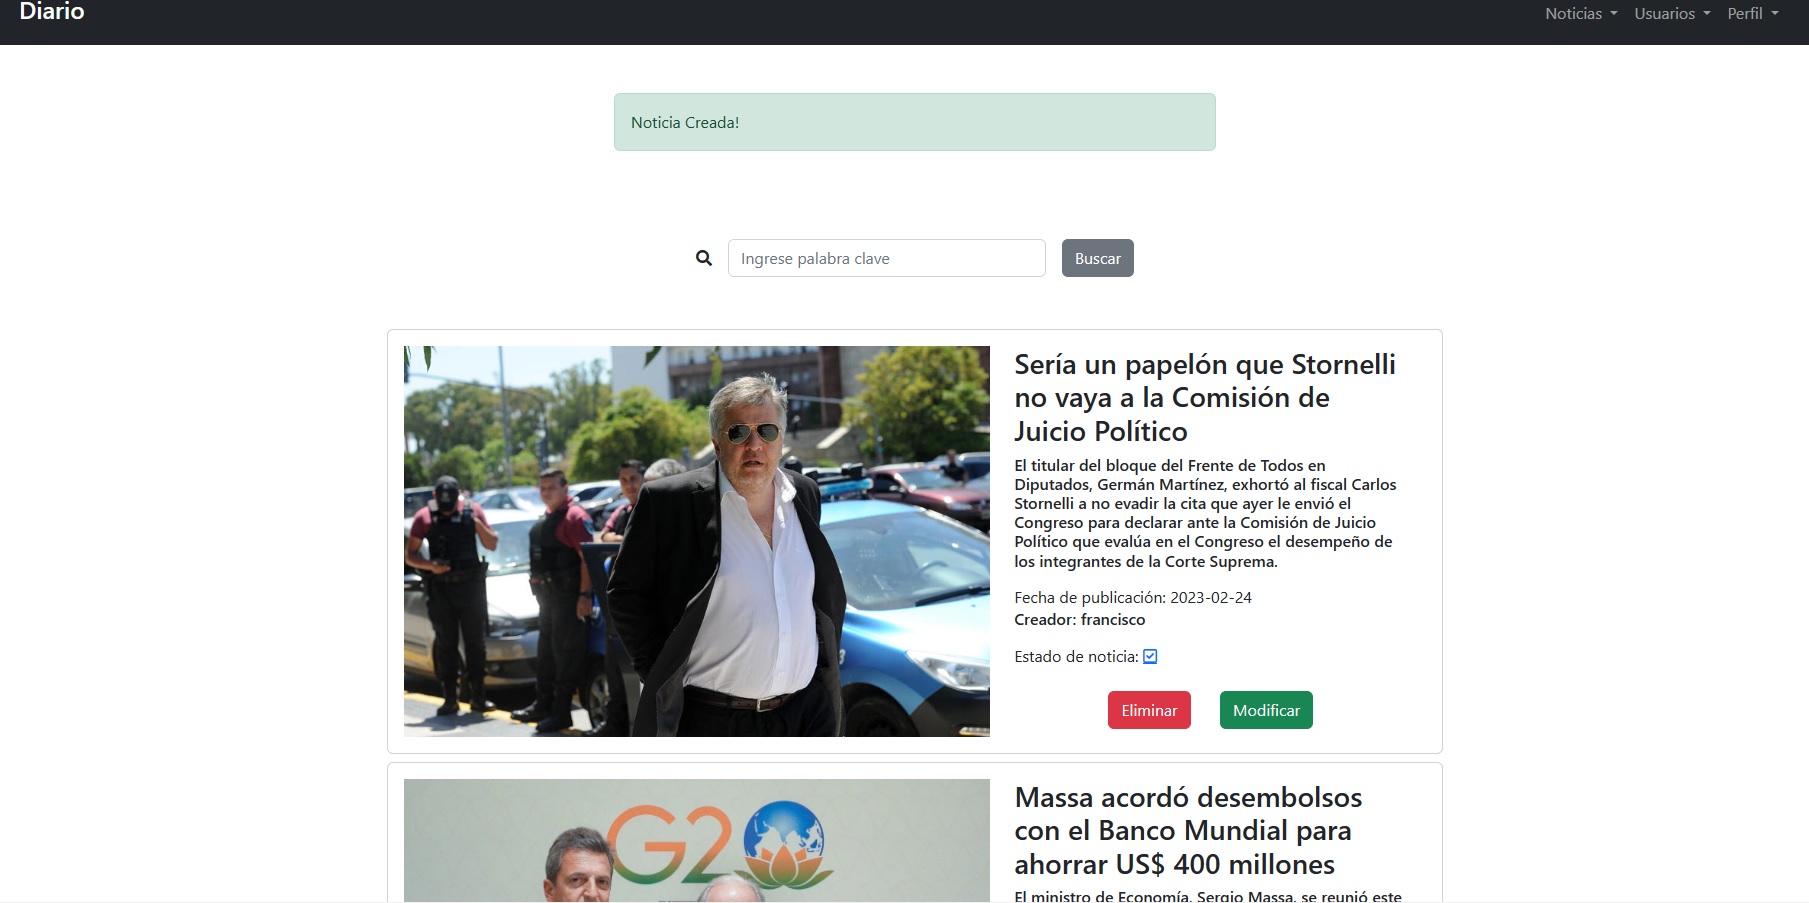 Diario
Noticias
Usuarios
Perfil
Noticia Creada!
Ingrese palabra clave
Buscar
Sería un papelón que Stornelli
no vaya a la Comisión de
Juicio Político
El titular del bloque del Frente de Todos en
Diputados, Germán Martínez, exhortó al fiscal Carlos
Stornelli a no evadir la cita que ayer le envió el
Congreso para declarar ante la Comisión de Juicio
Político que evalúa en el Congreso el desempeño de
los integrantes de la Corte Suprema.
Fecha de publicación: 2023-02-24
Creador: francisco
Estado de noticia:
Eliminar
Modificar
G20
Massa acordó desembolsos
con el Banco Mundial para
ahorrar US$ 400 millones
El ministro de Economía, Sergio Massa, se reunió este